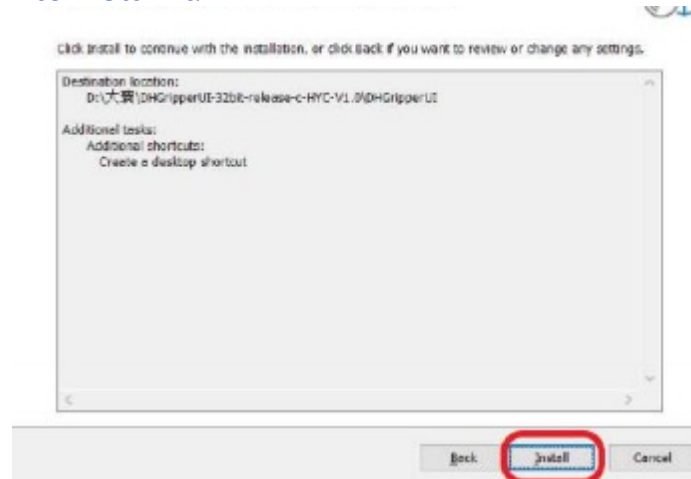 Click Install to continue with the installation, or click Back if you want to review or change any settings.
Destination location:
D:\大寰\DHGripperUI-32bit-release-c-HYC-V1.0\DHGripperUI
Additional tasks:
Additional shortcuts:
Create a desktop shortcut
Back
Install
Cancel